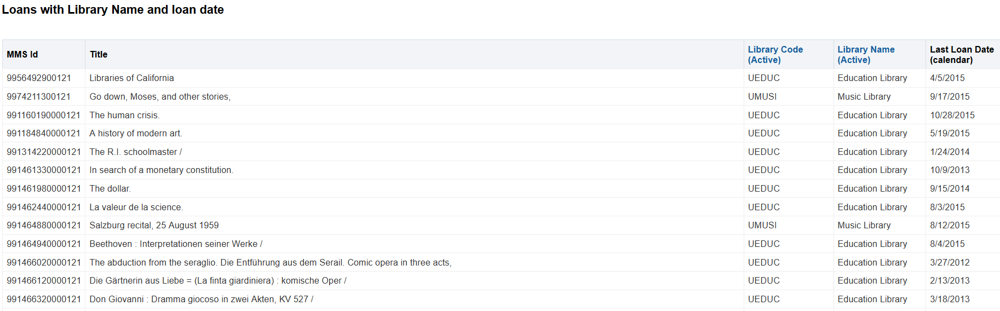 Loans with Library Name and loan date
MMS Id Title Library Code (Active) Library Name (Active) Last Loan Date (calendar)
9956492900121 Libraries of California UEDUC Education Library 4/5/2015
9974211300121 Go down, Moses, and other stories, UMUSI Music Library 9/17/2015
991160190000121 The human crisis. UEDUC Education Library 10/28/2015
991184840000121 A history of modern art. UEDUC Education Library 5/19/2015
991314220000121 The R.I. schoolmaster / UEDUC Education Library 1/24/2014
991461330000121 In search of a monetary constitution. UEDUC Education Library 10/9/2013
991461980000121 The dollar. UEDUC Education Library 9/15/2014
991462440000121 La valeur de la science. UEDUC Education Library 8/3/2015
991464880000121 Salzburg recital, 25 August 1959 UMUSI Music Library 8/12/2015
991464940000121 Beethoven : Interpretationen seiner Werke / UEDUC Education Library 8/4/2015
991466020000121 The abduction from the seraglio. Die Entführung aus dem Serail. Comic opera in three acts, UEDUC Education Library 3/27/2012
991466120000121 Die Gärtnerin aus Liebe = (La finta giardiniera) : komische Oper / UEDUC Education Library 2/13/2013
991466320000121 Don Giovanni : Dramma giocoso in zwei Akten, KV 527 / UEDUC Education Library 3/18/2013